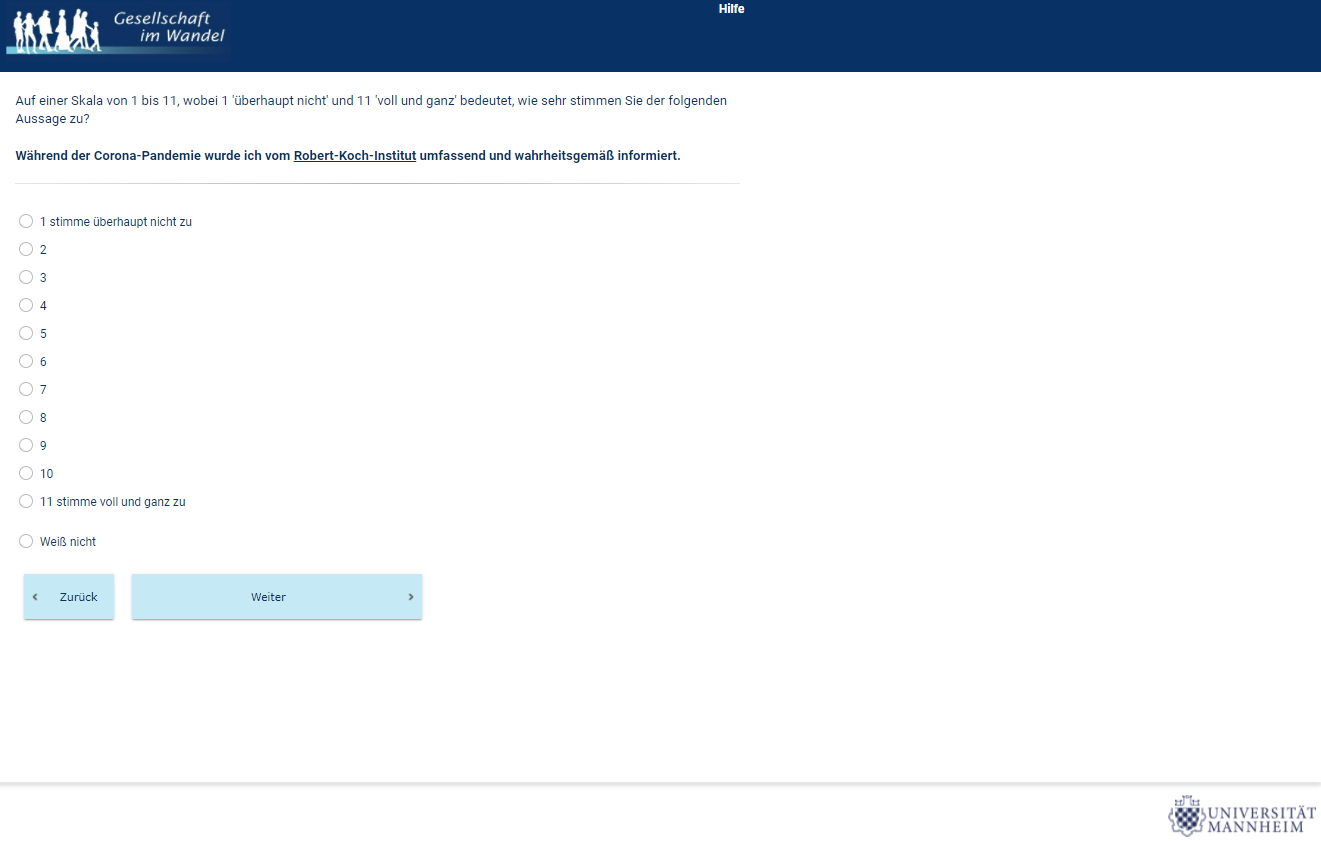 Gesellschaft
im Wandel
Hilfe
Auf einer Skala von 1 bis 11, wobei 1 'überhaupt nicht' und 11 'voll und ganz' bedeutet, wie sehr stimmen Sie der folgenden
Aussage zu?
Während der Corona-Pandemie wurde ich vom Robert-Koch-Institut umfassend und wahrheitsgemäß informiert.
1 stimme überhaupt nicht zu
2
3
4
5
6
7
8
9
10
11 stimme voll und ganz zu
Weiß nicht
‹ Zurück
Weiter ›
UNIVERSITÄT
MANNHEIM